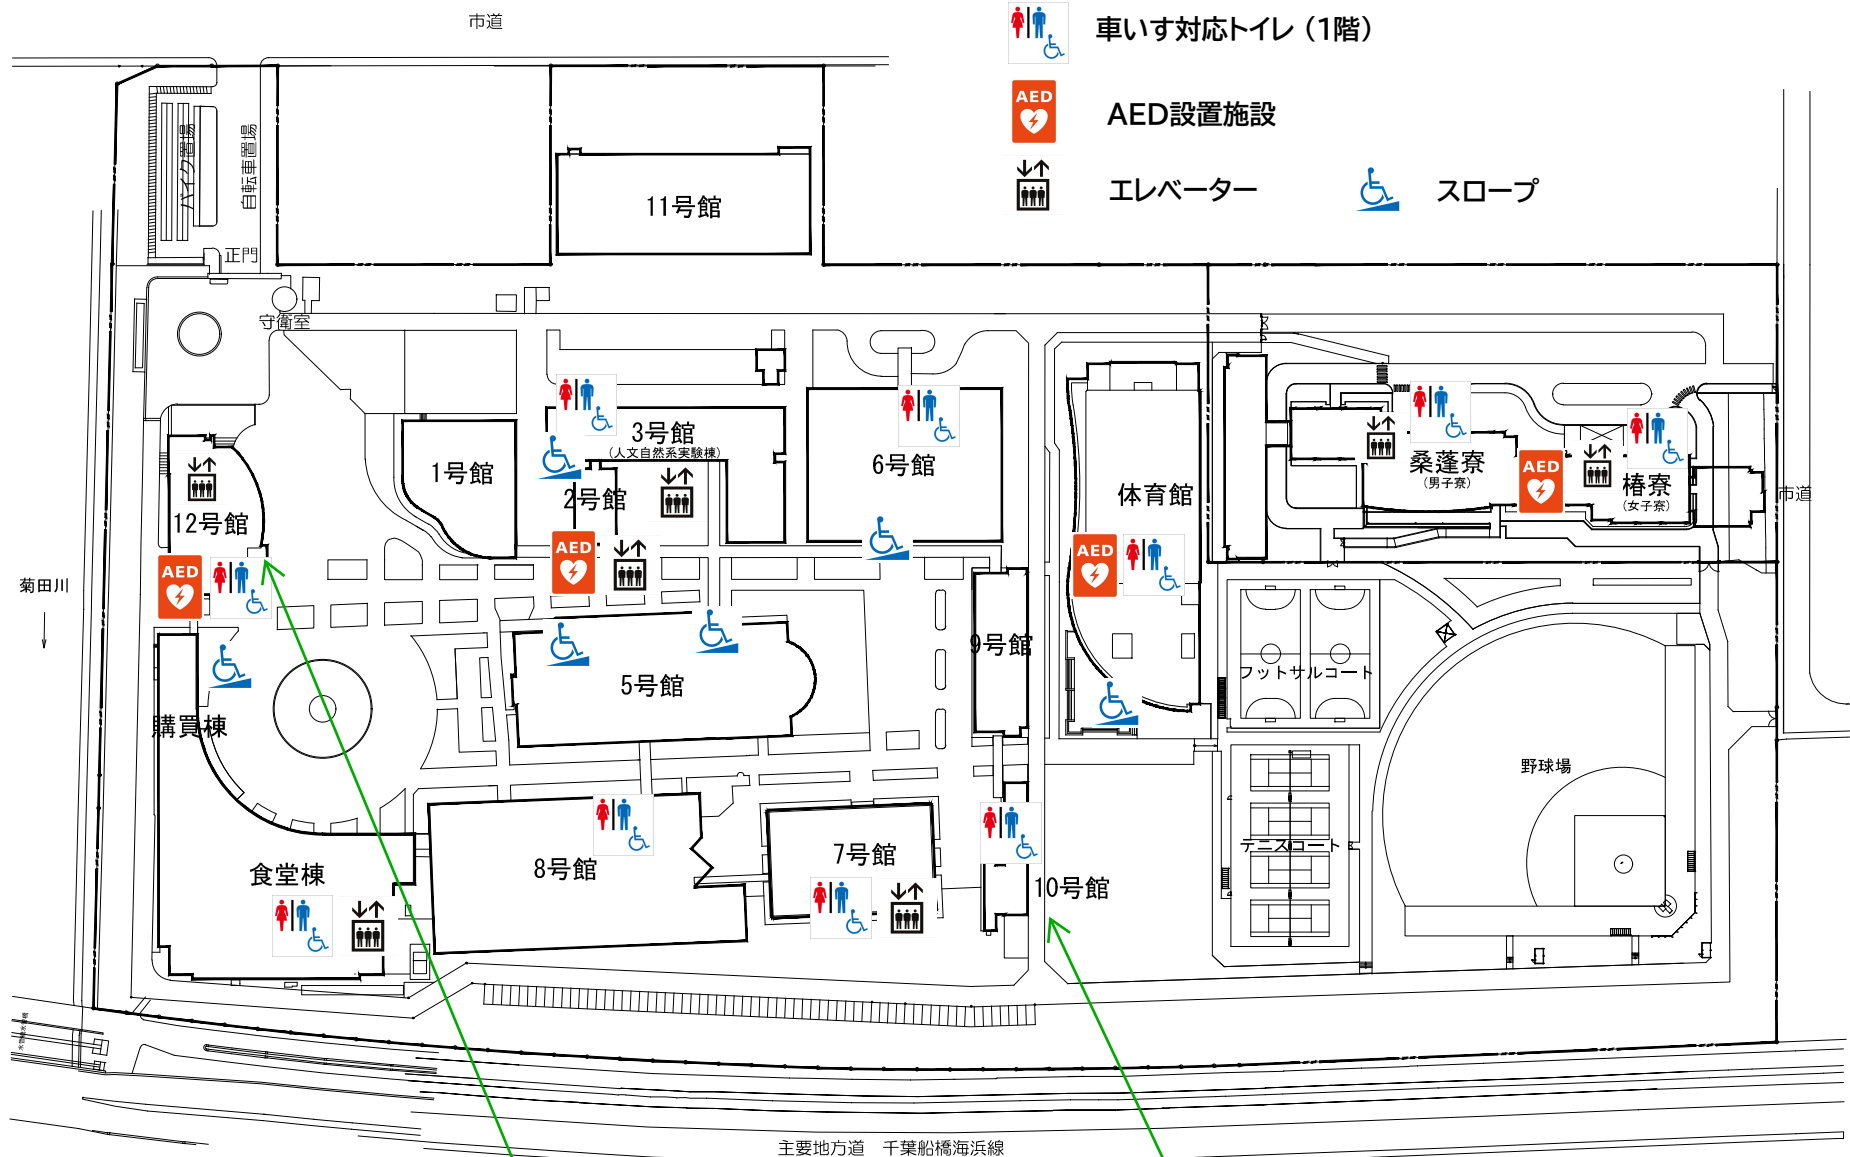 市道
車いす対応トイレ（1階）
AED
AED設置施設
エレベーター
スロープ
バイク置場
自転車置場
11号館
正門
守衛室
3号館
(人文自然系実験棟)
1号館
2号館
6号館
体育館
桑蓬寮
(男子寮)
AED
椿寮
(女子寮)
市道
12号館
AED
AED
AED
菊田川
9号館
5号館
フットサルコート
購買棟
野球場
テニスコート
食堂棟
8号館
7号館
10号館
主要地方道　千葉船橋海浜線